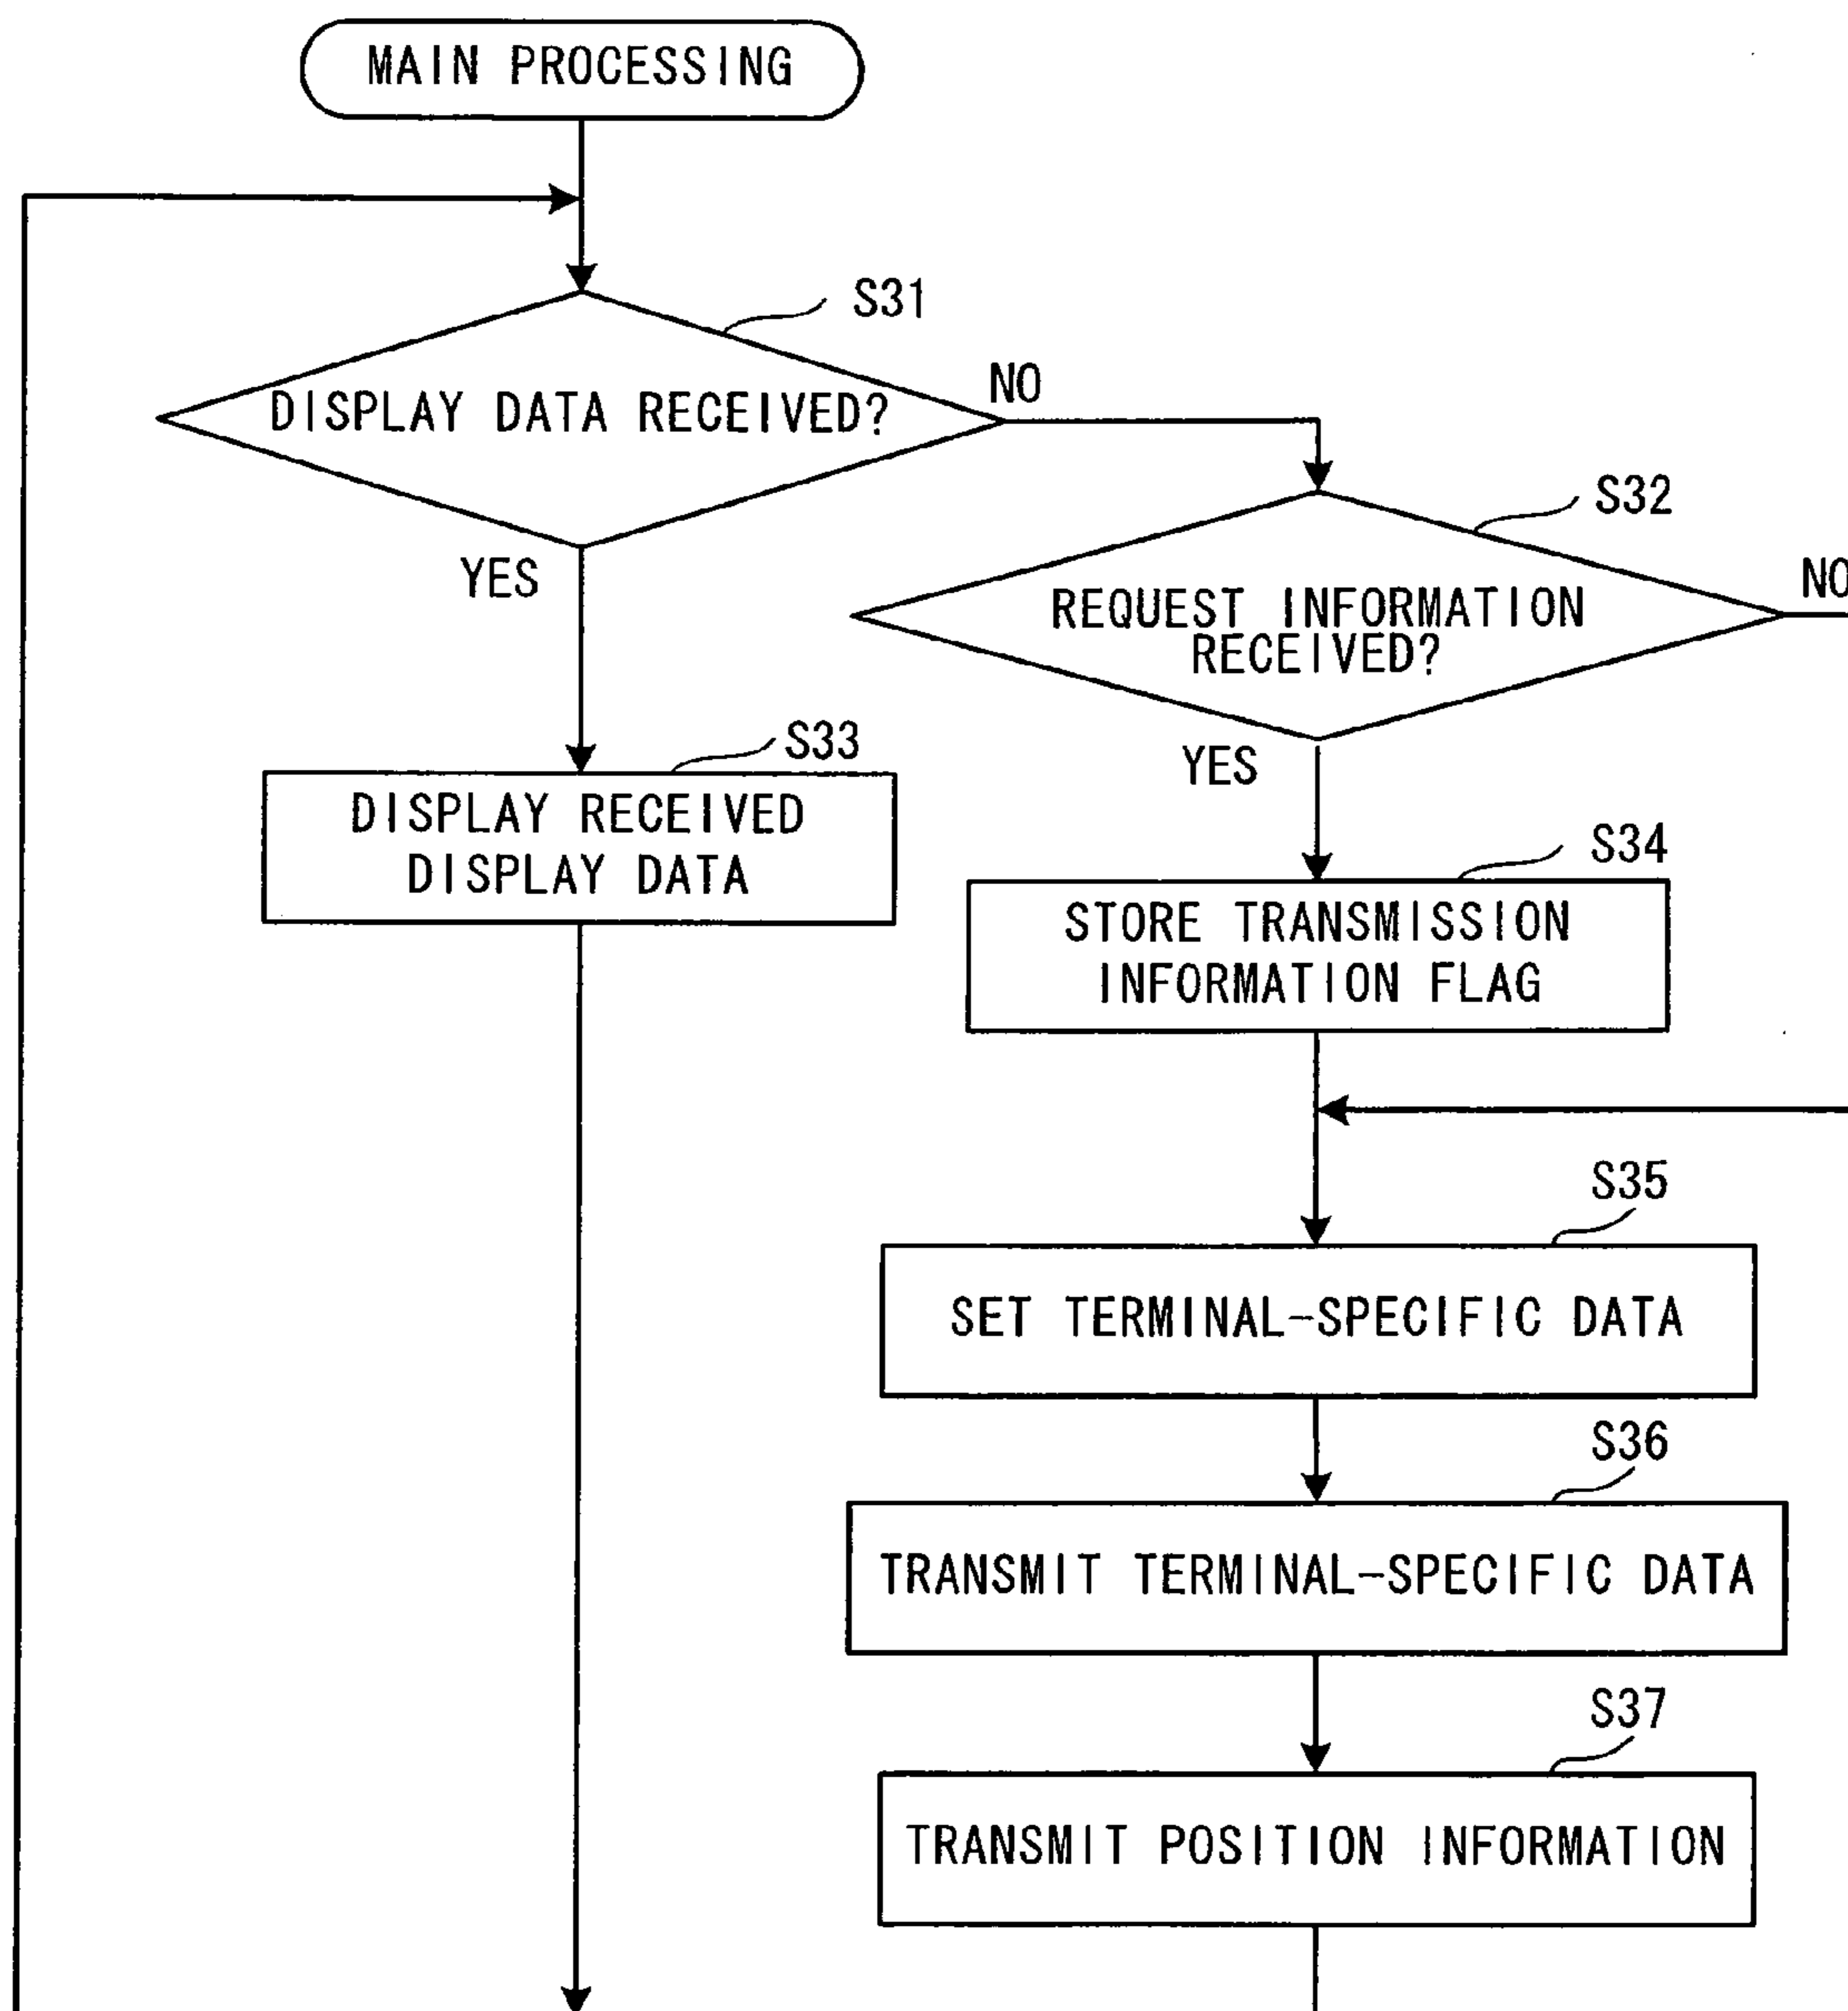 MAIN PROCESSING
S31
DISPLAY DATA RECEIVED?
NO
YES
S32
REQUEST INFORMATION
RECEIVED?
NO
YES
S33
DISPLAY RECEIVED
DISPLAY DATA
S34
STORE TRANSMISSION
INFORMATION FLAG
S35
SET TERMINAL-SPECIFIC DATA
S36
TRANSMIT TERMINAL-SPECIFIC DATA
S37
TRANSMIT POSITION INFORMATION